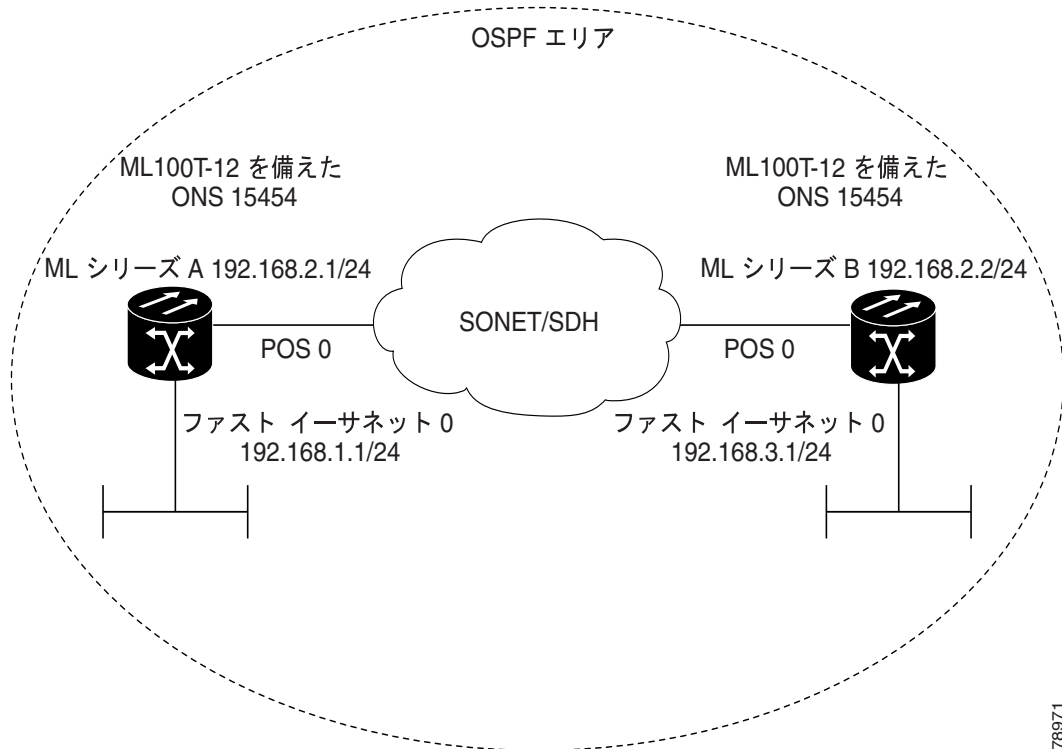 OSPF エリア
ML100T-12 を備えた
ONS 15454
ML100T-12 を備えた
ONS 15454
ML シリーズ A 192.168.2.1/24
ML シリーズ B 192.168.2.2/24
SONET/SDH
POS 0
POS 0
ファスト イーサネット 0
192.168.1.1/24
ファスト イーサネット 0
192.168.3.1/24
78971